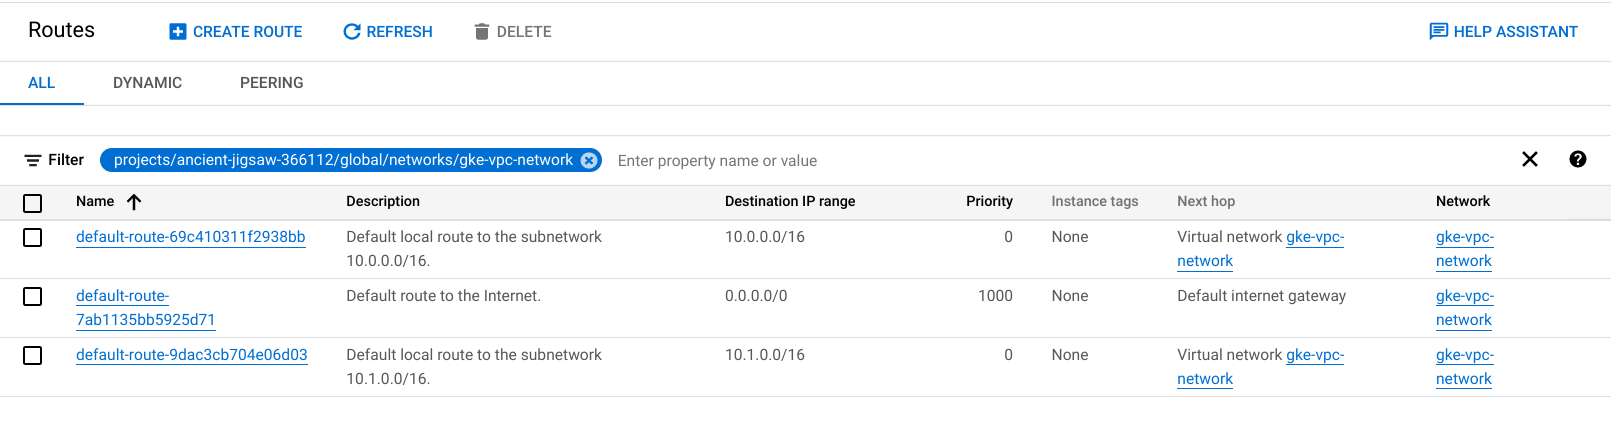 Routes CREATE ROUTE REFRESH DELETE HELP ASSISTANT
ALL DYNAMIC PEERING
Filter projects/ancient-jigsaw-366112/global/networks/gke-vpc-network Enter property name or value
Name Description Destination IP range Priority Instance tags Next hop Network
default-route-69c410311f2938bb Default local route to the subnetwork 10.0.0.0/16 0 None Virtual network gke-vpc- gke-vpc-
10.0.0.0/16. network network
default-route- Default route to the Internet. 0.0.0.0/0 1000 None Default internet gateway gke-vpc-
7ab1135bb5925d71 network
default-route-9dac3cb704e06d03 Default local route to the subnetwork 10.1.0.0/16 0 None Virtual network gke-vpc- gke-vpc-
10.1.0.0/16. network network